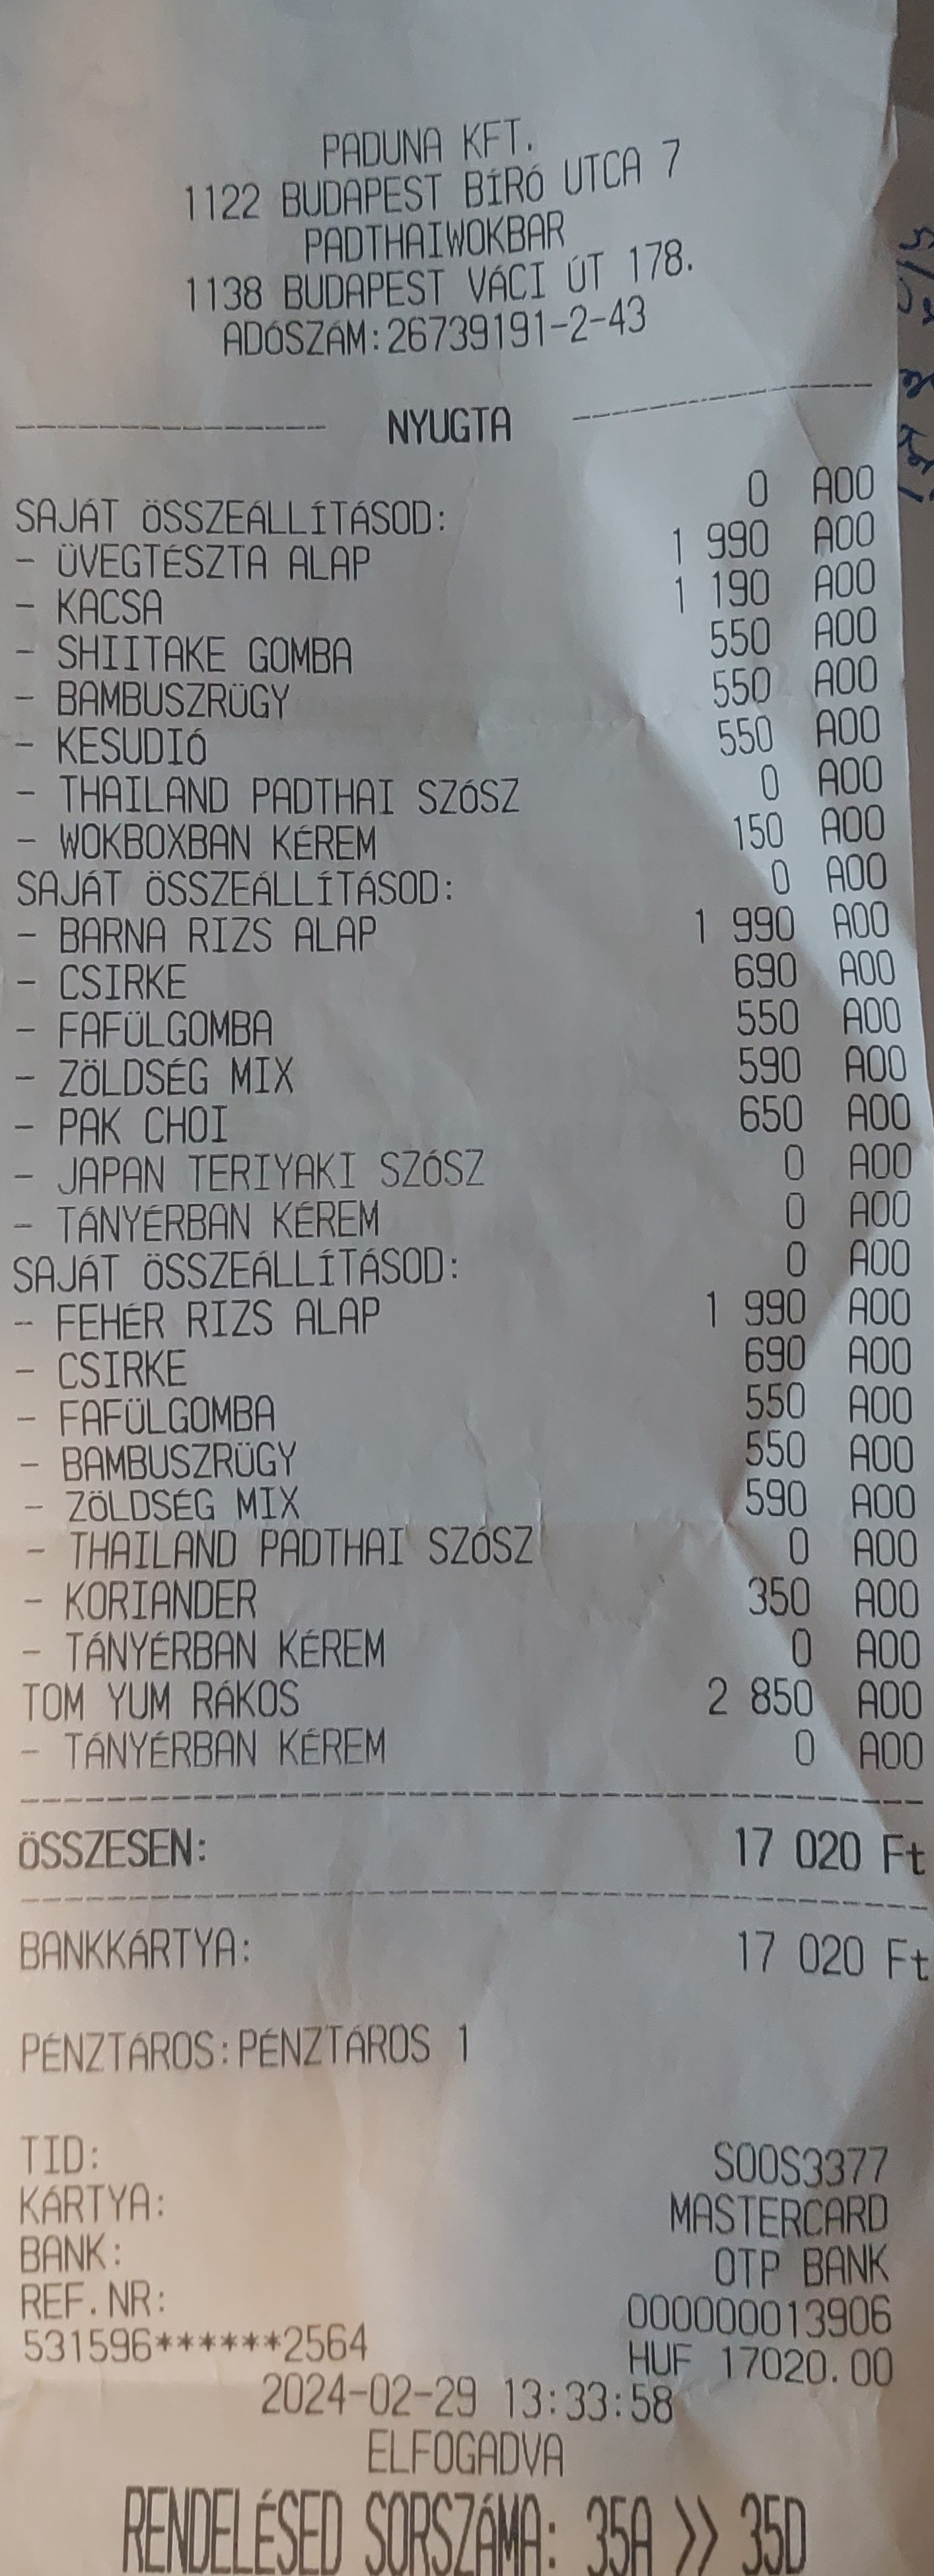 PADUNA KFT.
1122 BUDAPEST BÍRÓ UTCA 7
PADTHAIWOKBAR
1138 BUDAPEST VÁCI ÚT 178.
ADÓSZÁM:26739191-2-43
NYUGTA
SAJÁT ÖSSZEÁLLÍTÁSOD: 0 A00
- ÜVEGTÉSZTA ALAP 1 990 A00
- KACSA 1 190 A00
- SHIITAKE GOMBA 550 A00
- BAMBUSZRÜGY 550 A00
- KESUDIÓ 550 A00
- THAILAND PADTHAI SZÓSZ 0 A00
- WOKBOXBAN KÉREM 150 A00
SAJÁT ÖSSZEÁLLÍTÁSOD: 0 A00
- BARNA RIZS ALAP 1 990 A00
- CSIRKE 690 A00
- FAFÜLGOMBA 550 A00
- ZÖLDSÉG MIX 590 A00
- PAK CHOI 650 A00
- JAPAN TERIYAKI SZÓSZ 0 A00
- TÁNYÉRBAN KÉREM 0 A00
SAJÁT ÖSSZEÁLLÍTÁSOD: 0 A00
- FEHÉR RIZS ALAP 1 990 A00
- CSIRKE 690 A00
- FAFÜLGOMBA 550 A00
- BAMBUSZRÜGY 550 A00
- ZÖLDSÉG MIX 590 A00
- THAILAND PADTHAI SZÓSZ 0 A00
- KORIANDER 350 A00
- TÁNYÉRBAN KÉREM 0 A00
TOM YUM RÁKOS 2 850 A00
- TÁNYÉRBAN KÉREM 0 A00
ÖSSZESEN: 17 020 Ft
BANKKÁRTYA: 17 020 Ft
PÉNZTÁROS:PÉNZTÁROS 1
TID: S00S3377
KÁRTYA: MASTERCARD
BANK: OTP BANK
REF.NR: 000000013906
531596******2564 HUF 17020.00
2024-02-29 13:33:58
ELFOGADVA
RENDELÉSED SORSZÁMA: 35A >> 35D